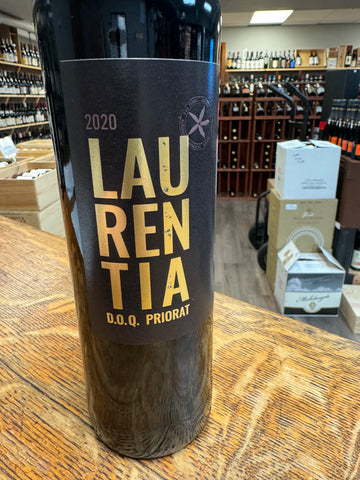 2020
LAU
REN
TIA
D.O.Q. PRIORAT